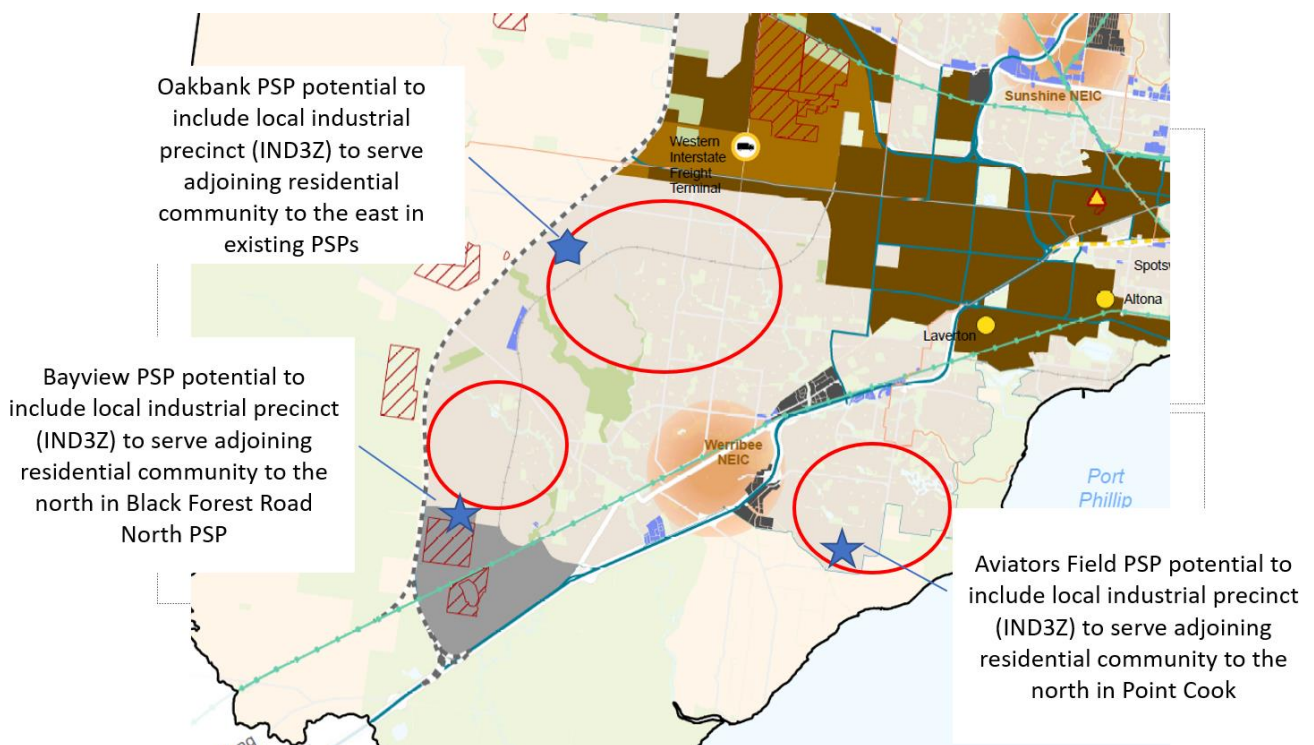 Oakbank PSP potential to
include local industrial
precinct (IND3Z) to serve
adjoining residential
community to the east in
existing PSPs
Sunshine NEIC
Western
Interstate
Freight
Terminal
Spotsw
Altona
Laverton
Bayview PSP potential to
include local industrial precinct
(IND3Z) to serve adjoining
residential community to the
north in Black Forest Road
North PSP
Werribee
NEIC
Port
Phillip
Aviators Field PSP potential to
include local industrial precinct
(IND3Z) to serve adjoining
residential community to the
north in Point Cook